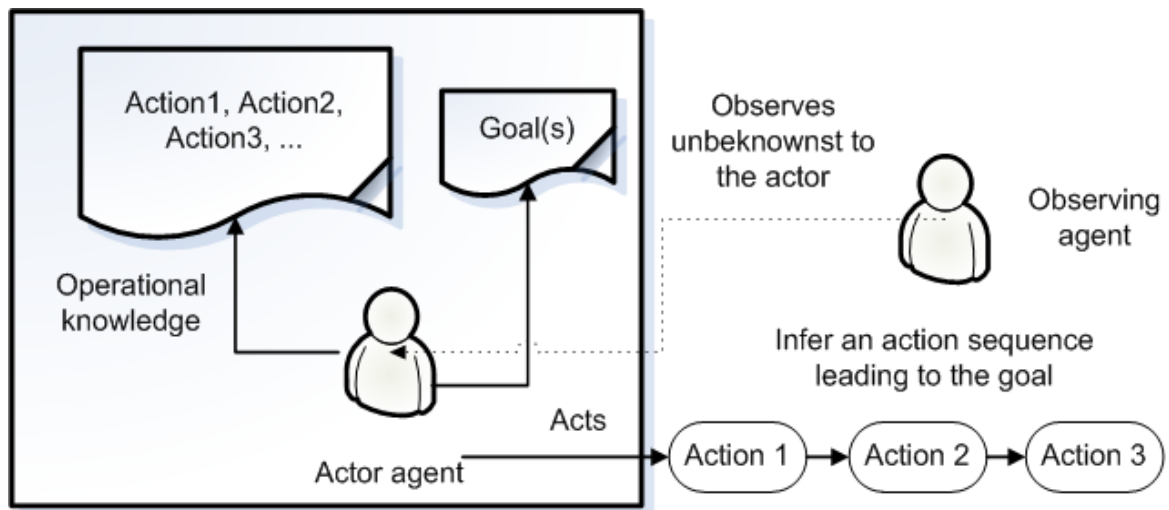 Action1, Action2,
Action3, ...
Goal(s)
Observes
unbeknownst to
the actor
Observing
agent
Operational
knowledge
Infer an action sequence
leading to the goal
Acts
Actor agent
Action 1
Action 2
Action 3